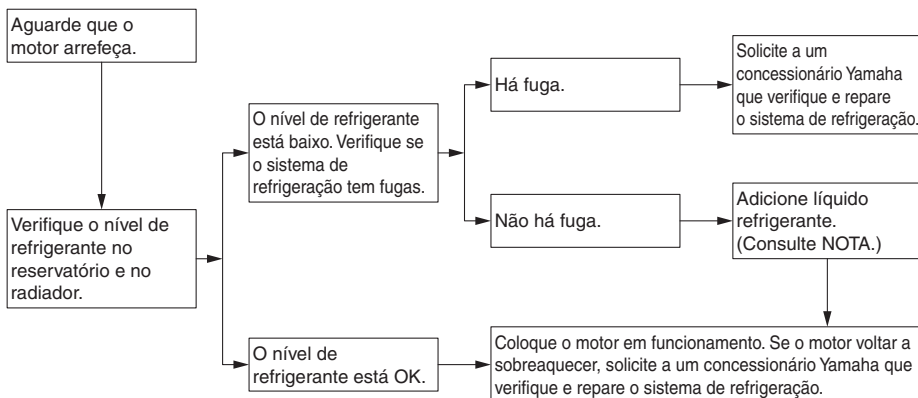 Aguarde que o
motor arrefeça.
Verifique o nível de
refrigerante no
reservatório e no
radiador.
O nível de refrigerante
está baixo. Verifique se
o sistema de
refrigeração tem fugas.
Há fuga.
Solicite a um
concessionário Yamaha
que verifique e repare
o sistema de refrigeração.
Não há fuga.
Adicione líquido
refrigerante.
(Consulte NOTA.)
O nível de
refrigerante está OK.
Coloque o motor em funcionamento. Se o motor voltar a
sobreaquecer, solicite a um concessionário Yamaha que
verifique e repare o sistema de refrigeração.